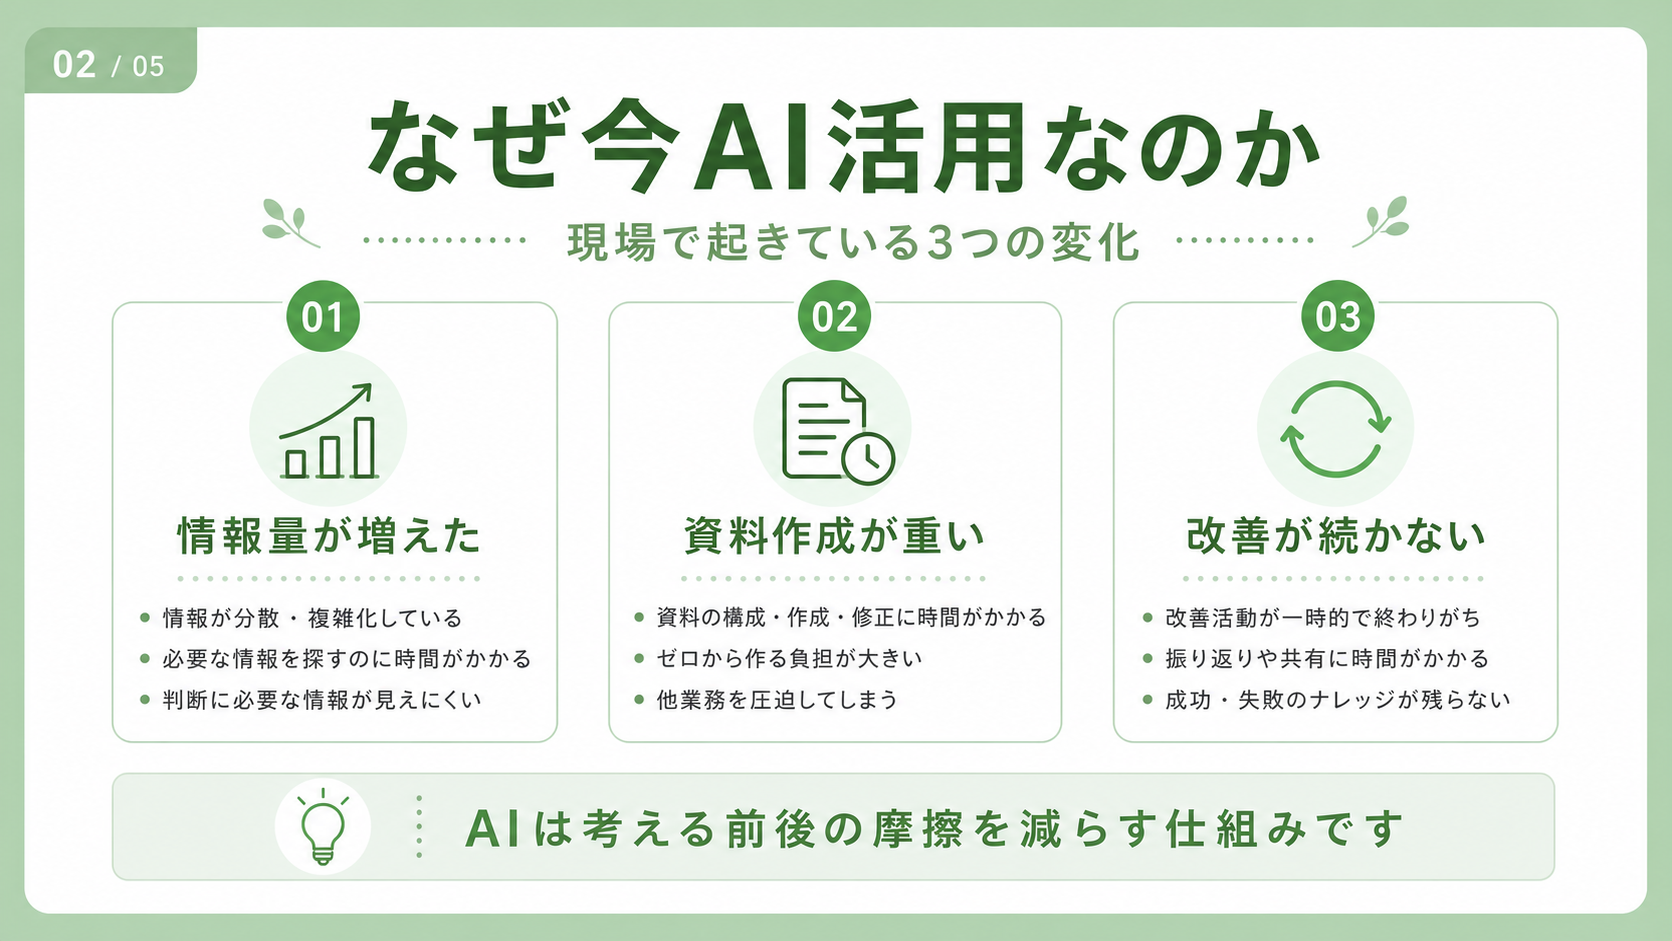 02 / 05
なぜ今AI活用なのか
現場で起きている3つの変化
01
情報量が増えた
・情報が分散・複雑化している
・必要な情報を探すのに時間がかかる
・判断に必要な情報が見えにくい
02
資料作成が重い
・資料の構成・作成・修正に時間がかかる
・ゼロから作る負担が大きい
・他業務を圧迫してしまう
03
改善が続かない
・改善活動が一時的で終わりがち
・振り返りや共有に時間がかかる
・成功・失敗のナレッジが残らない
AIは考える前後の摩擦を減らす仕組みです